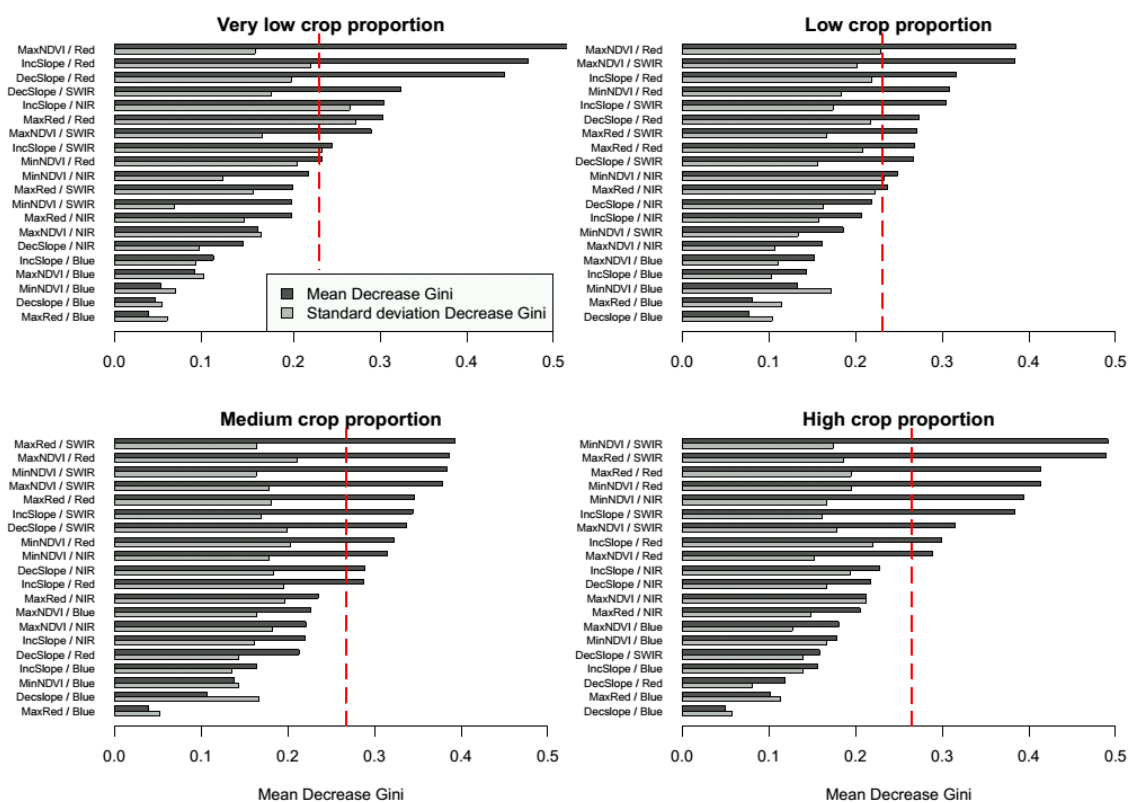 Very low crop proportion
MaxNDVI / Red
IncSlope / Red
DecSlope / Red
DecSlope / SWIR
IncSlope / NIR
MaxRed / Red
MaxNDVI / SWIR
IncSlope / SWIR
MinNDVI / Red
MinNDVI / NIR
MaxRed / SWIR
MinNDVI / SWIR
MaxRed / NIR
MaxNDVI / NIR
DecSlope / NIR
IncSlope / Blue
MaxNDVI / Blue
MinNDVI / Blue
Decslope / Blue
MaxRed / Blue
Mean Decrease Gini
Standard deviation Decrease Gini
0.0 0.1 0.2 0.3 0.4 0.5
Low crop proportion
MaxNDVI / Red
MaxNDVI / SWIR
IncSlope / Red
MinNDVI / Red
IncSlope / SWIR
DecSlope / Red
MaxRed / SWIR
MaxRed / Red
DecSlope / SWIR
MinNDVI / NIR
MaxRed / NIR
DecSlope / NIR
IncSlope / NIR
MinNDVI / SWIR
MaxNDVI / NIR
MaxNDVI / Blue
IncSlope / Blue
MinNDVI / Blue
MaxRed / Blue
Decslope / Blue
0.0 0.1 0.2 0.3 0.4 0.5
Medium crop proportion
MaxRed / SWIR
MaxNDVI / Red
MinNDVI / SWIR
MaxNDVI / SWIR
MaxRed / Red
IncSlope / SWIR
DecSlope / SWIR
MinNDVI / Red
MinNDVI / NIR
DecSlope / NIR
IncSlope / Red
MaxRed / NIR
MaxNDVI / Blue
MaxNDVI / NIR
IncSlope / NIR
DecSlope / Red
IncSlope / Blue
MinNDVI / Blue
Decslope / Blue
MaxRed / Blue
0.0 0.1 0.2 0.3 0.4 0.5
Mean Decrease Gini
High crop proportion
MinNDVI / SWIR
MaxRed / SWIR
MaxRed / Red
MinNDVI / Red
MinNDVI / NIR
IncSlope / SWIR
MaxNDVI / SWIR
IncSlope / Red
MaxNDVI / Red
IncSlope / NIR
DecSlope / NIR
MaxNDVI / NIR
MaxRed / NIR
MaxNDVI / Blue
MinNDVI / Blue
DecSlope / SWIR
IncSlope / Blue
DecSlope / Red
MaxRed / Blue
Decslope / Blue
0.0 0.1 0.2 0.3 0.4 0.5
Mean Decrease Gini